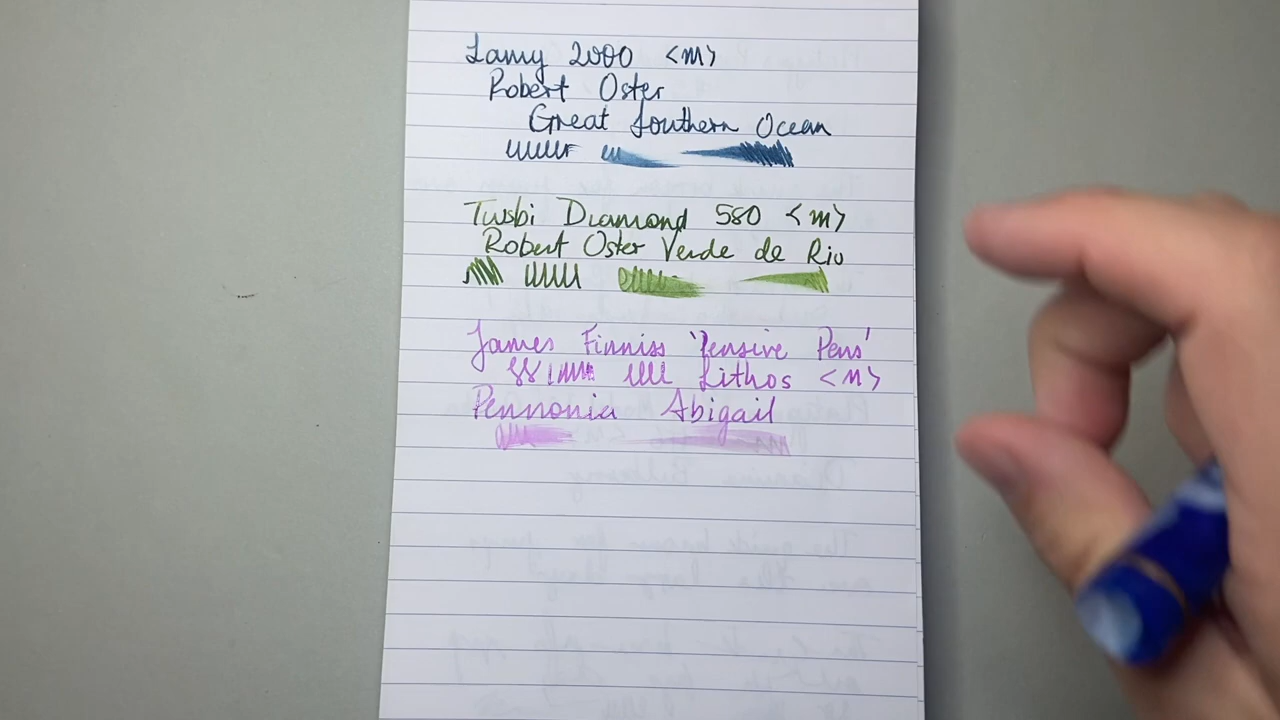 Lamy 2000 <M>
Robert Oster
Great Southern Ocean
Twsbi Diamond 580 <M>
Robert Oster Verde de Rio
James Finniss 'Pensive Pens'
Lithos <M>
Pennonia Abigail